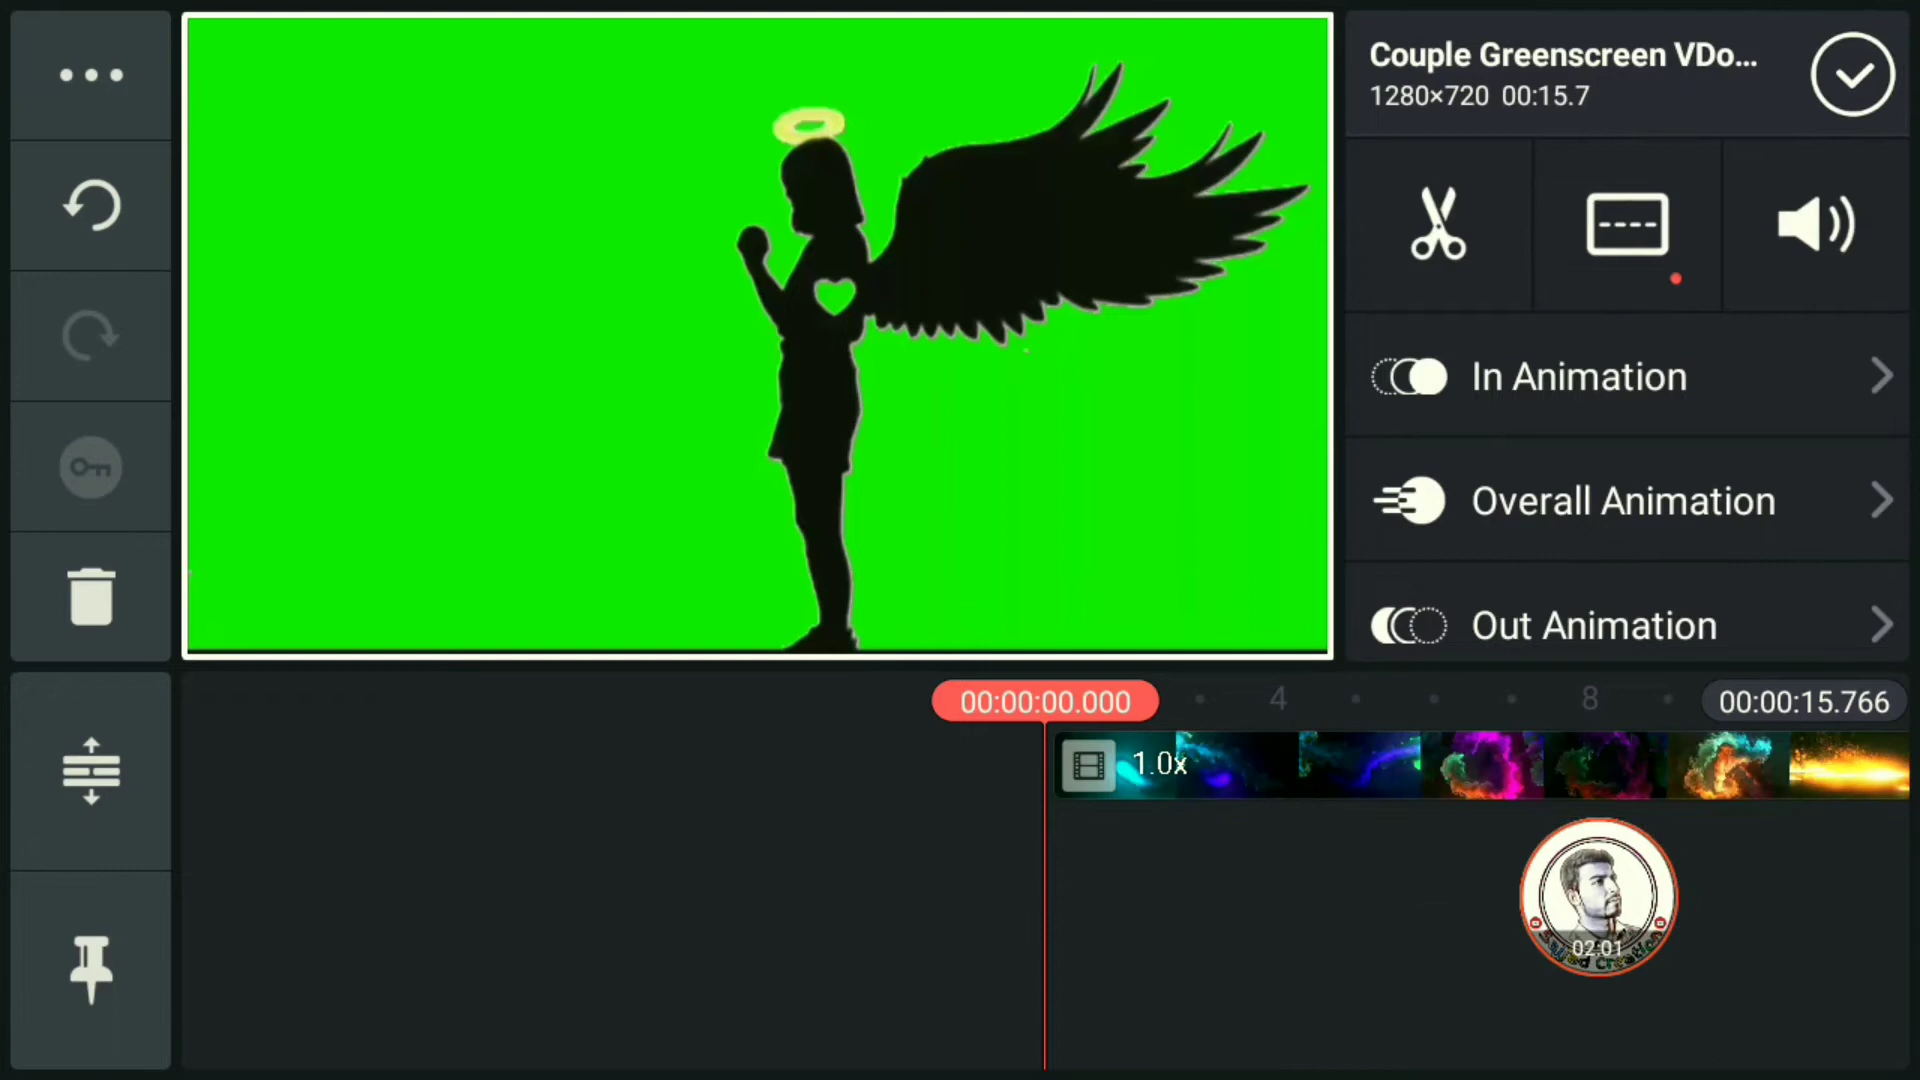 Couple Greenscreen VDo...
1280×720 00:15.7
In Animation
Overall Animation
Out Animation
00:00:00.000
4
8
00:00:15.766
1.0x
02:01